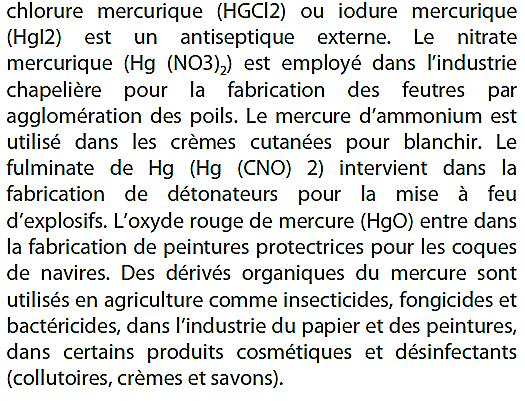 chlorure mercurique (HGCl2) ou iodure mercurique
(HgI2) est un antiseptique externe. Le nitrate
mercurique (Hg (NO3)₂) est employé dans l’industrie
chapelière pour la fabrication des feutres par
agglomération des poils. Le mercure d’ammonium est
utilisé dans les crèmes cutanées pour blanchir. Le
fulminate de Hg (Hg (CNO) 2) intervient dans la
fabrication de détonateurs pour la mise à feu
d’explosifs. L’oxyde rouge de mercure (HgO) entre dans
la fabrication de peintures protectrices pour les coques
de navires. Des dérivés organiques du mercure sont
utilisés en agriculture comme insecticides, fongicides et
bactéricides, dans l’industrie du papier et des peintures,
dans certains produits cosmétiques et désinfectants
(collutoires, crèmes et savons).